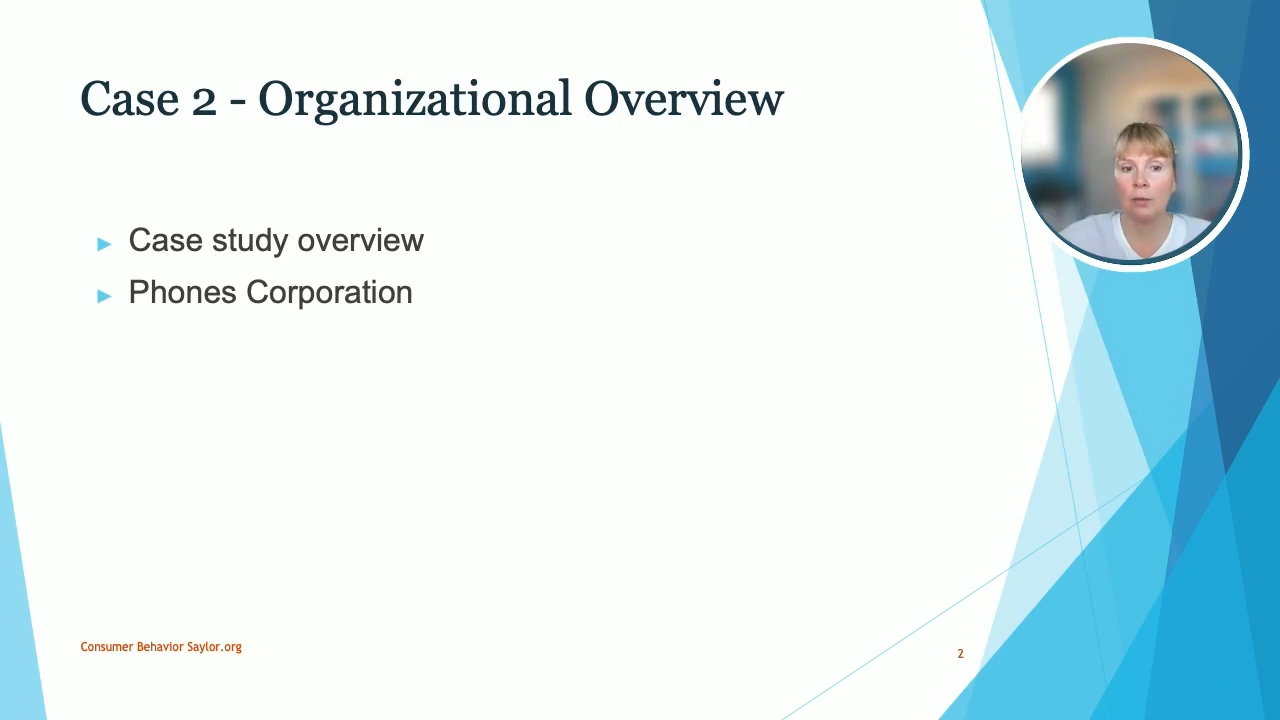 Case 2 - Organizational Overview
Case study overview
Phones Corporation
Consumer Behavior Saylor.org
2